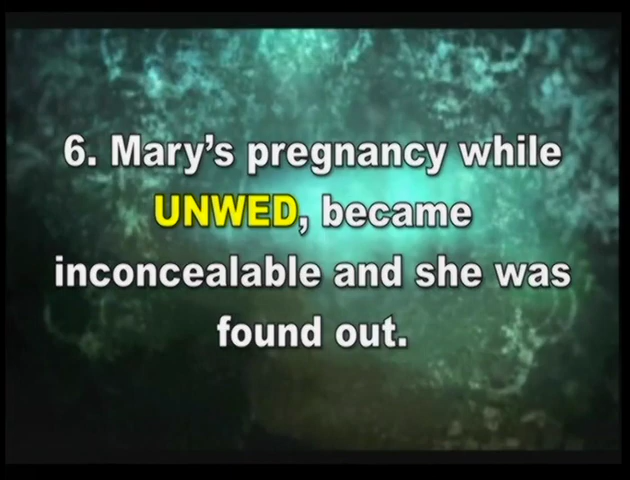 6. Mary’s pregnancy while
UNWED, became
inconcealable and she was
found out.